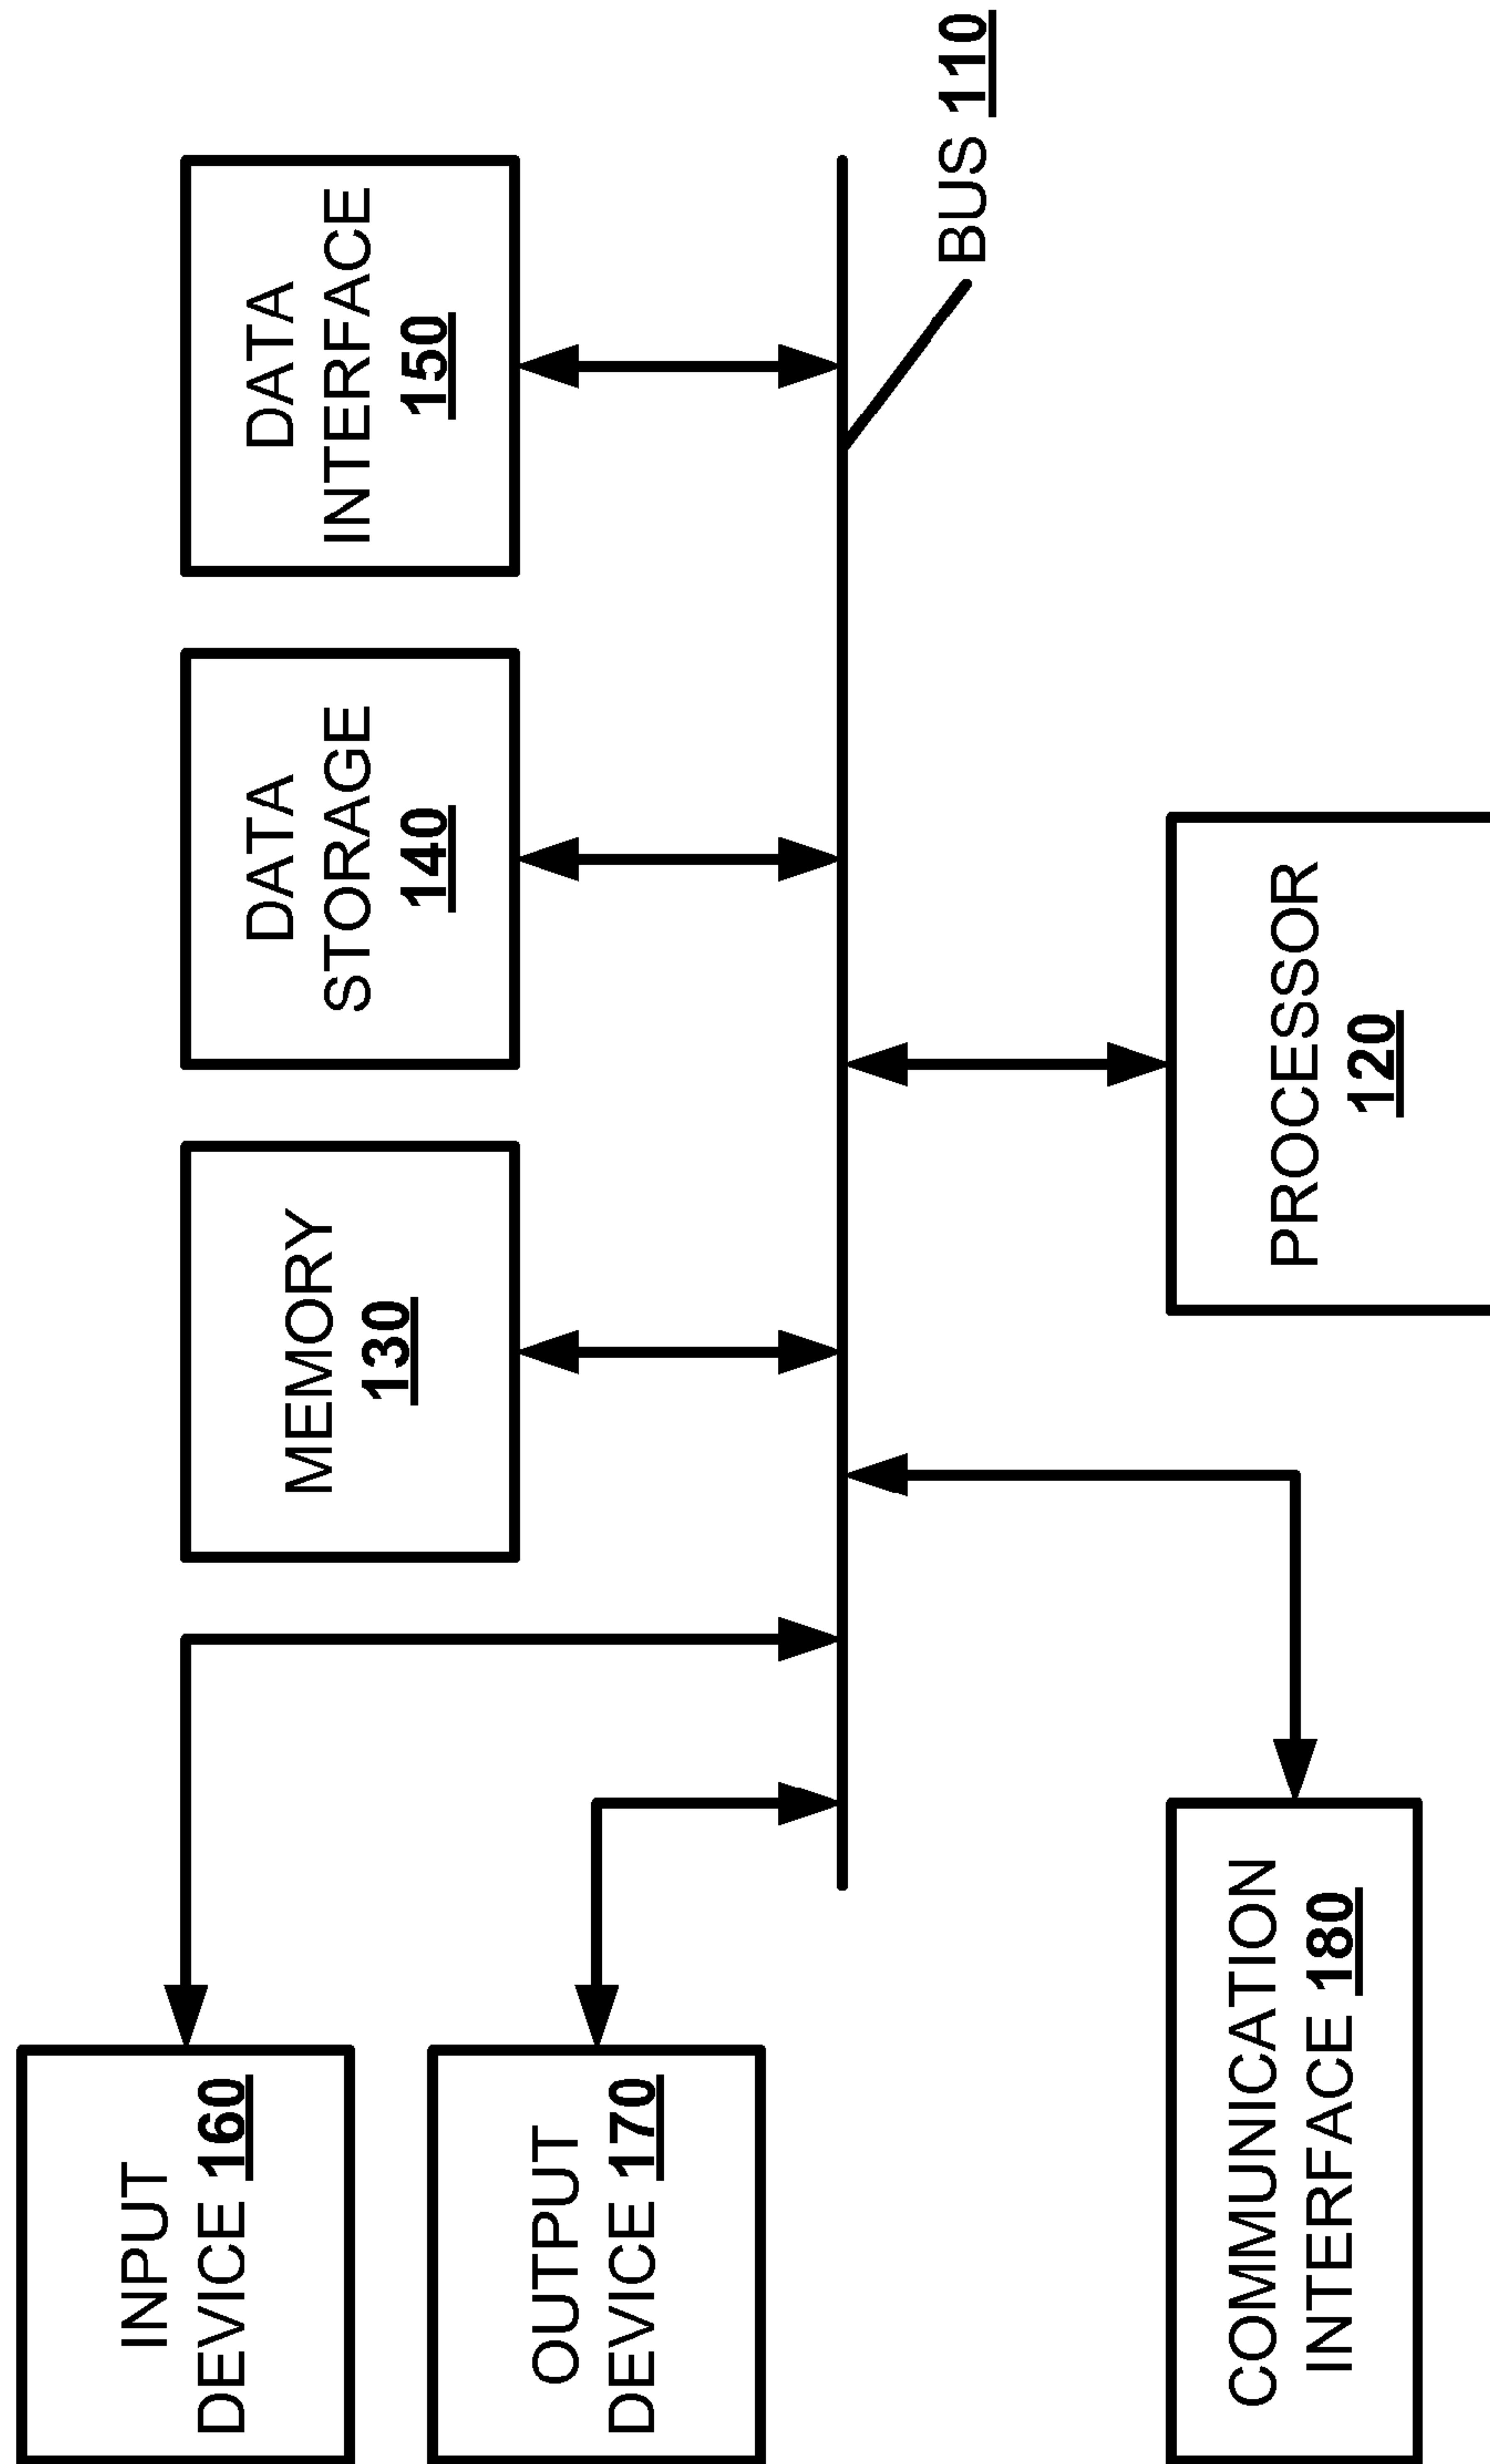 INPUT
DEVICE 160
OUTPUT
DEVICE 170
MEMORY
130
DATA
STORAGE
140
DATA
INTERFACE
150
BUS 110
COMMUNICATION
INTERFACE 180
PROCESSOR
120